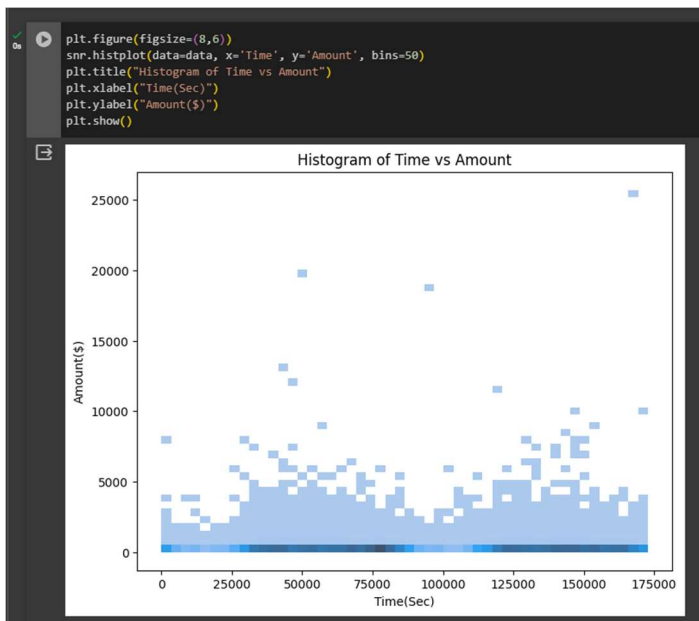 plt.figure(figsize=(8,6))
snr.histplot(data=data, x='Time', y='Amount', bins=50)
plt.title("Histogram of Time vs Amount")
plt.xlabel("Time(Sec)")
plt.ylabel("Amount($)")
plt.show()
0s
Histogram of Time vs Amount
25000
20000
15000
10000
5000
0
Amount($)
0 25000 50000 75000 100000 125000 150000 175000
Time(Sec)